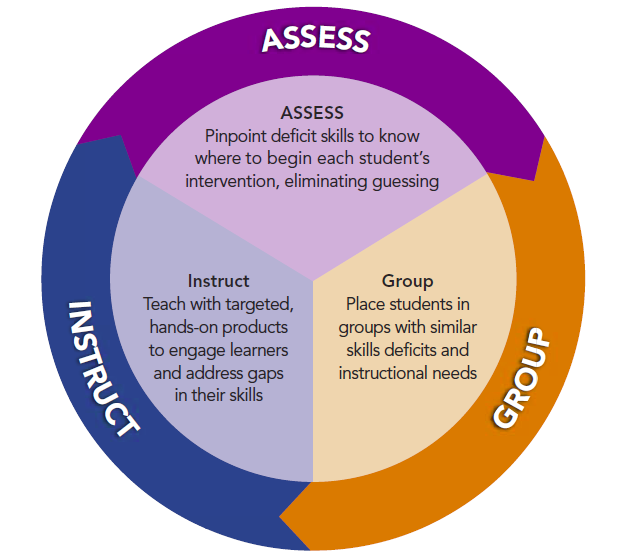 ASSESS
ASSESS
Pinpoint deficit skills to know
where to begin each student’s
intervention, eliminating guessing
Instruct
Teach with targeted,
hands-on products
to engage learners
and address gaps
in their skills
Group
Place students in
groups with similar
skills deficits and
instructional needs
INSTRUCT
GROUP